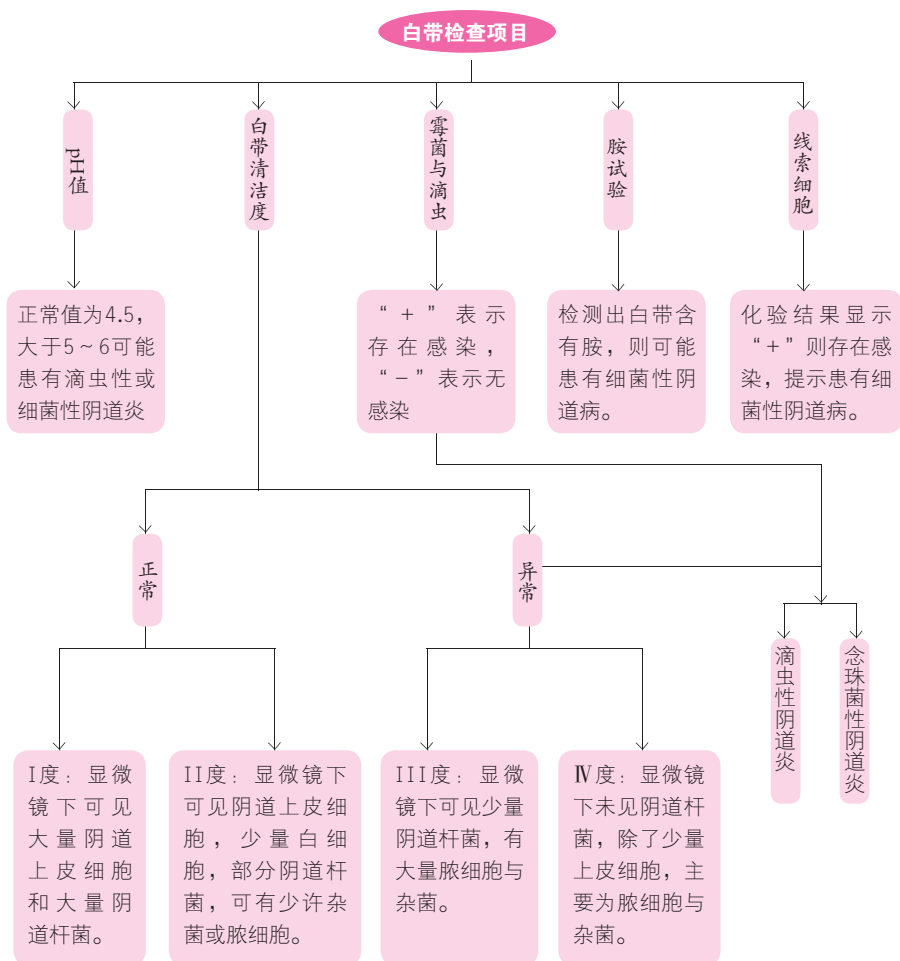 白带检查项目
pH值
白带清洁度
霉菌与滴虫
胺试验
线索细胞
正常值为4.5，
大于5~6可能
患有滴虫性或
细菌性阴道炎
“+”表示
存在感染，
“-”表示无
感染
检测出白带含
有胺，则可能
患有细菌性阴
道病。
化验结果显示
“+”则存在感
染，提示患有细
菌性阴道病。
正常
异常
滴虫性阴道炎
念珠菌性阴道炎
I度：显微
镜下可见
大量阴道
上皮细胞
和大量阴
道杆菌。
II度：显微镜下
可见阴道上皮细
胞，少量白细
胞，部分阴道杆
菌，可有少许杂
菌或脓细胞。
III度：显微
镜下可见少量
阴道杆菌，有
大量脓细胞与
杂菌。
Ⅳ度：显微镜
下未见阴道杆
菌，除了少量
上皮细胞，主
要为脓细胞与
杂菌。